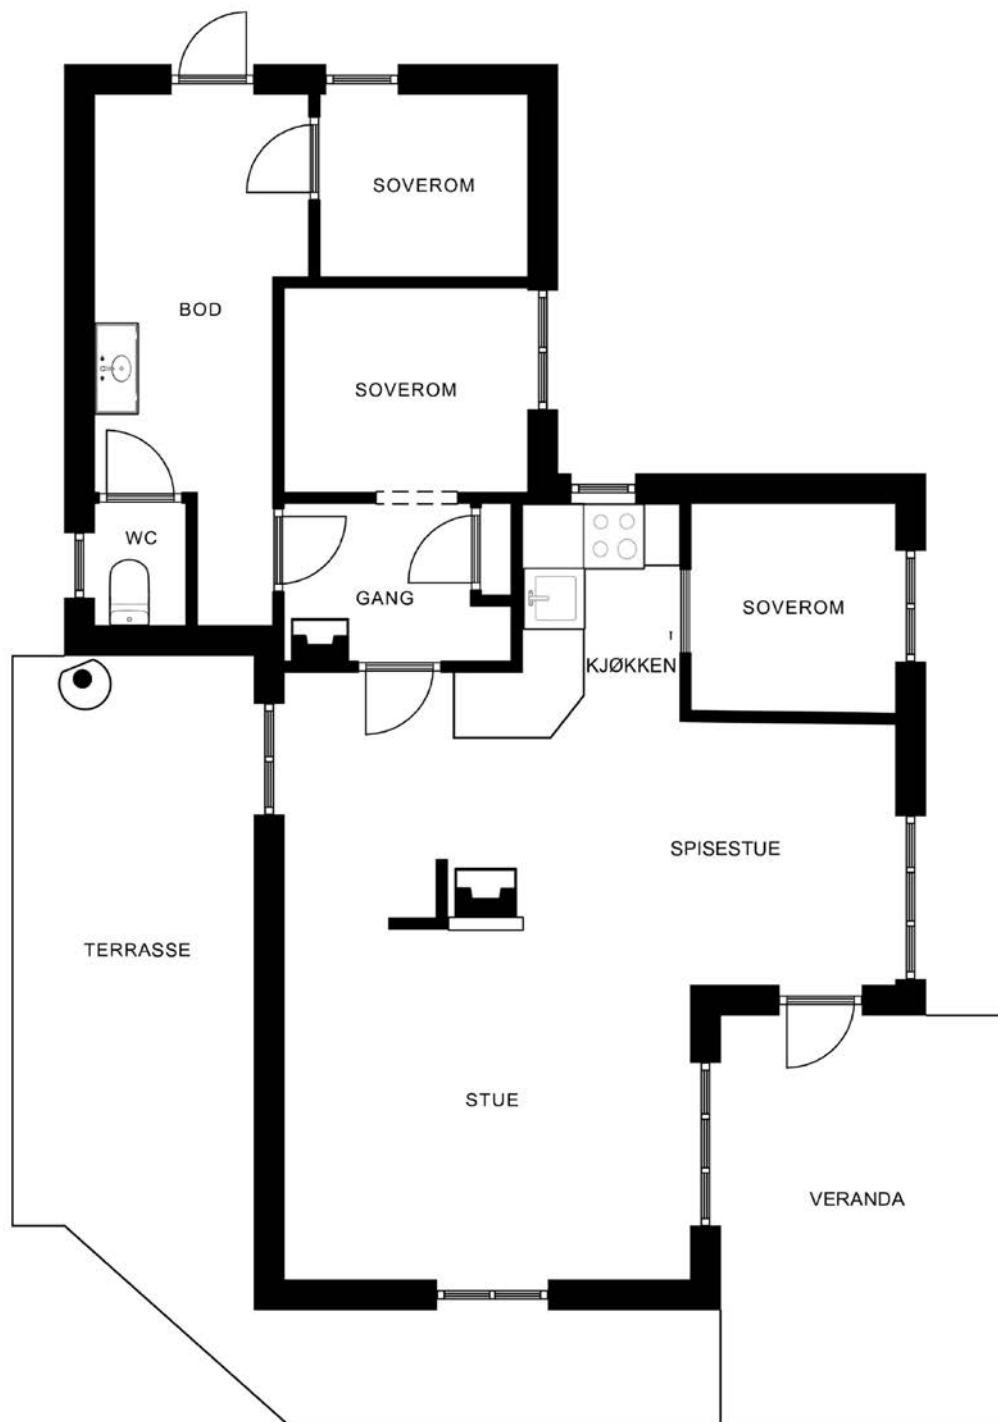 SOVEROM
BOD
SOVEROM
WC
GANG
SOVEROM
KJØKKEN
SPISESTUE
TERRASSE
STUE
VERANDA